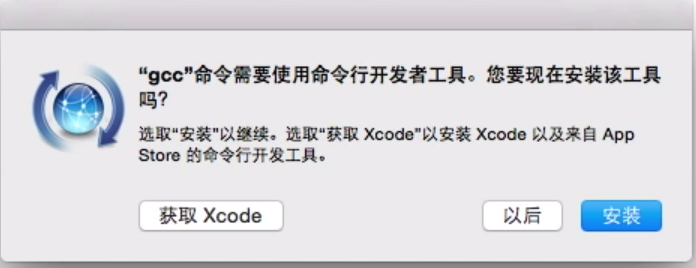 “gcc”命令需要使用命令行开发者工具。您要现在安装该工具
吗?
选取“安装”以继续。选取“获取 Xcode”以安装 Xcode 以及来自 App
Store 的命令行开发工具。
获取 Xcode 以后 安装